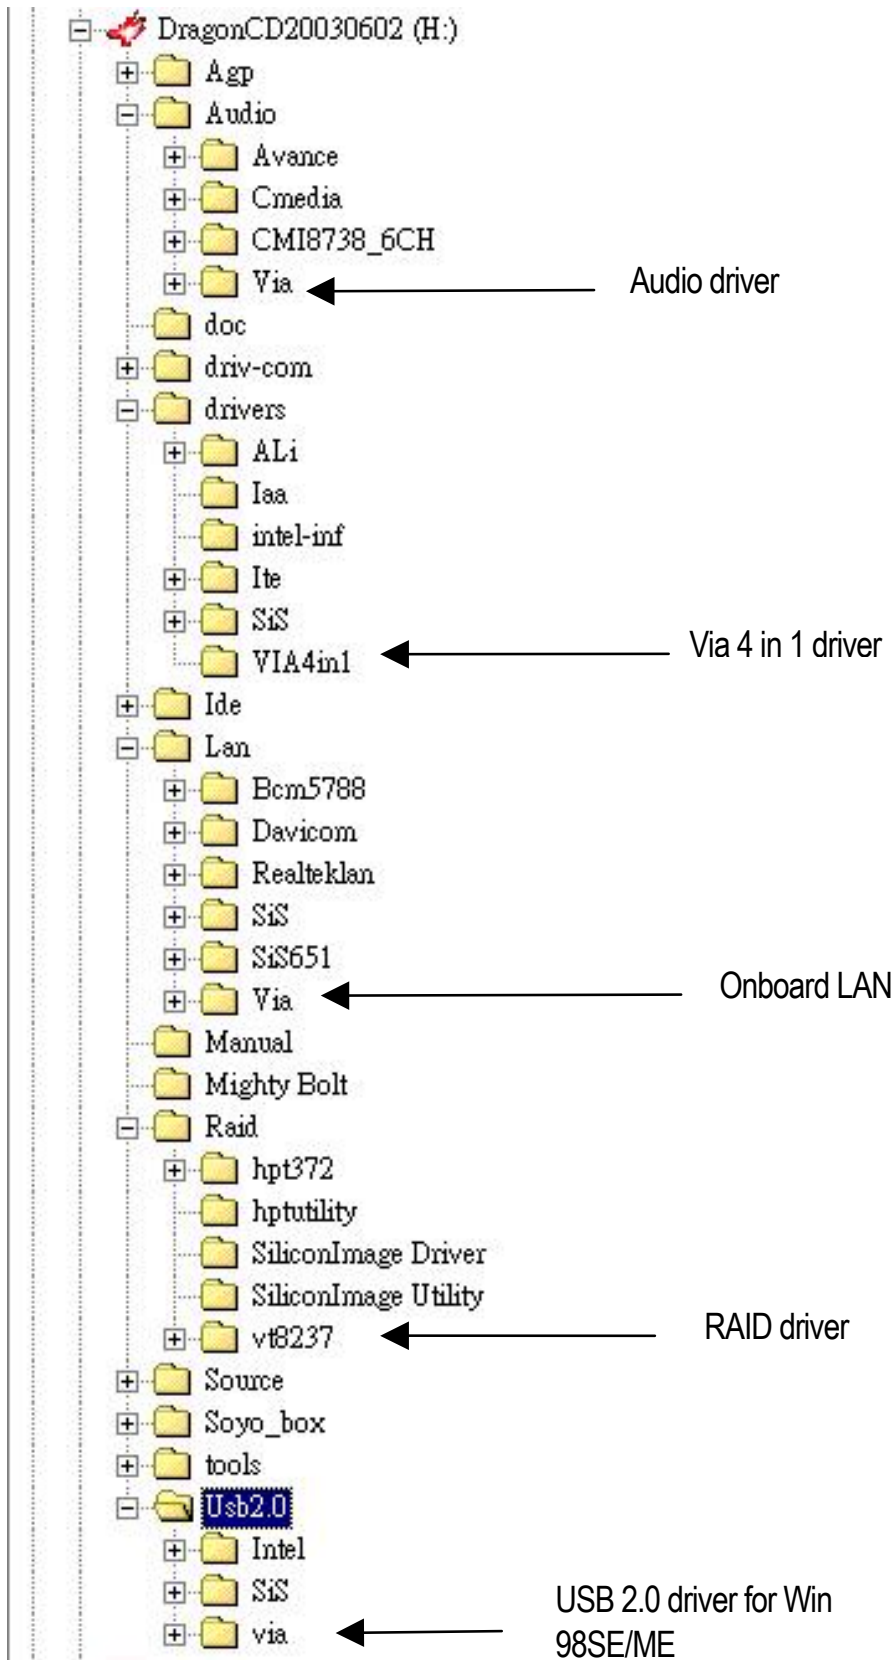 DragonCD20030602 (H:)
Agp
Audio
Avance
Cmedia
CMI8738_6CH
Via Audio driver
doc
driv-com
drivers
ALi
Iaa
intel-inf
Ite
SiS
VIA4in1 Via 4 in 1 driver
Ide
Lan
Bcm5788
Davicom
Realteklan
SiS
SiS651
Via Onboard LAN
Manual
Mighty Bolt
Raid
hpt372
hptutility
SiliconImage Driver
SiliconImage Utility
vt8237 RAID driver
Source
Soyo_box
tools
Usb2.0
Intel
SiS
via USB 2.0 driver for Win
98SE/ME